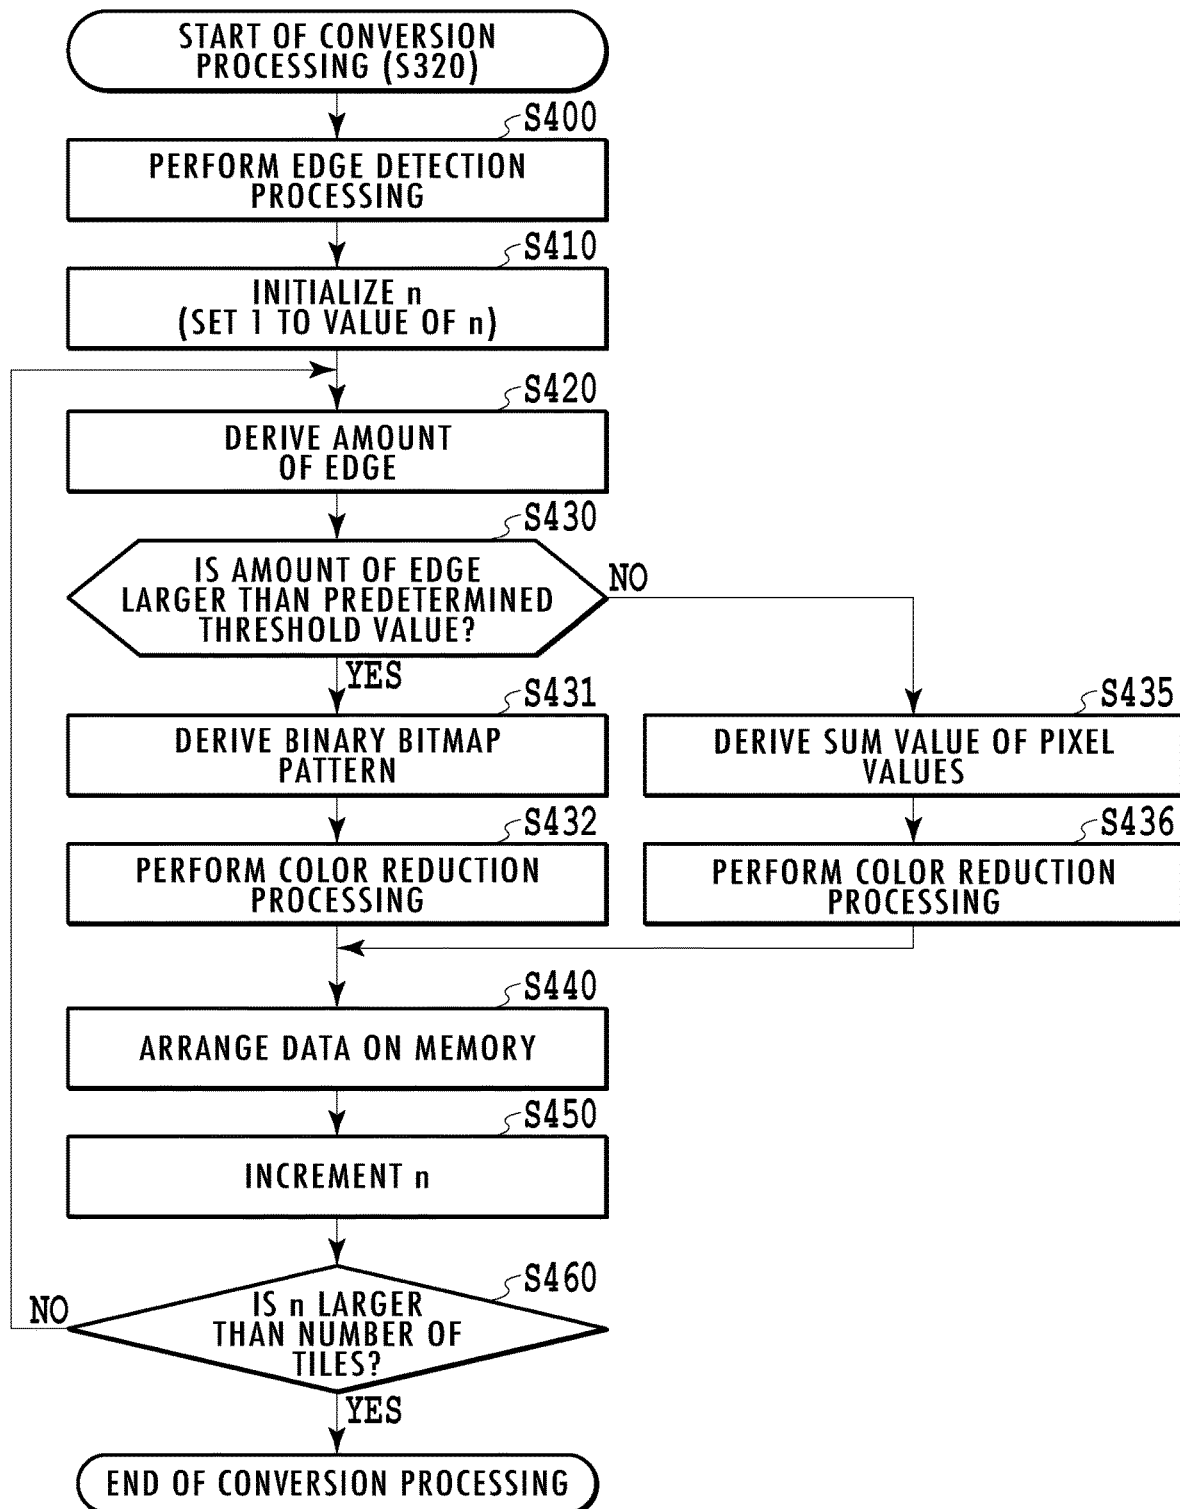 START OF CONVERSION
PROCESSING (S320)
S400
PERFORM EDGE DETECTION
PROCESSING
S410
INITIALIZE n
(SET 1 TO VALUE OF n)
S420
DERIVE AMOUNT
OF EDGE
S430
IS AMOUNT OF EDGE
LARGER THAN PREDETERMINED
THRESHOLD VALUE?
NO
YES
S431
DERIVE BINARY BITMAP
PATTERN
S435
DERIVE SUM VALUE OF PIXEL
VALUES
S432
PERFORM COLOR REDUCTION
PROCESSING
S436
PERFORM COLOR REDUCTION
PROCESSING
S440
ARRANGE DATA ON MEMORY
S450
INCREMENT n
S460
IS n LARGER
THAN NUMBER OF
TILES?
NO
YES
END OF CONVERSION PROCESSING